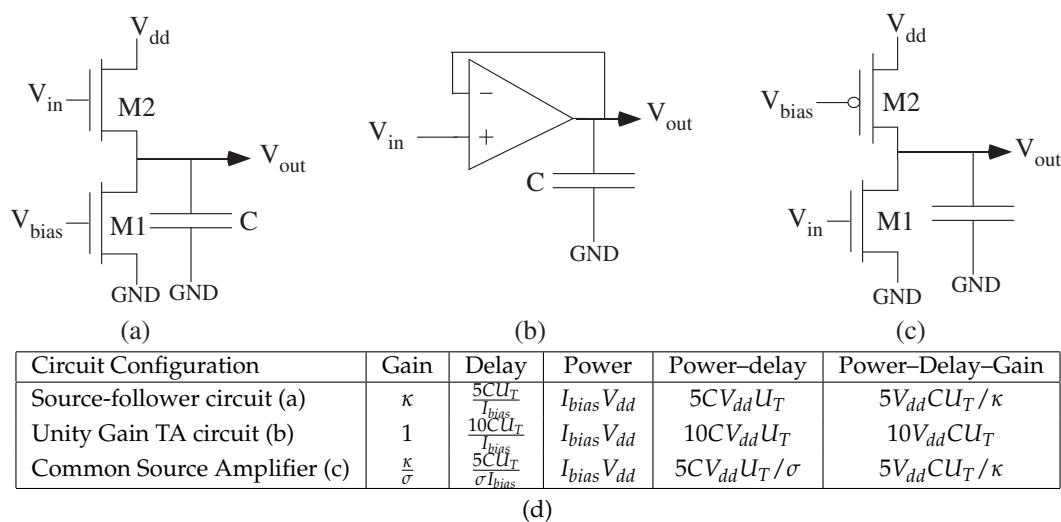 V_dd
V_in
M2
V_out
V_bias
M1
C
GND
GND
(a)
V_in
−
+
V_out
C
GND
(b)
V_dd
V_bias
M2
V_out
V_in
M1
GND
GND
(c)
Circuit Configuration | Gain | Delay | Power | Power–delay | Power–Delay–Gain
Source-follower circuit (a) | κ | 5CU_T/I_bias | I_bias V_dd | 5CV_dd U_T | 5V_dd CU_T/κ
Unity Gain TA circuit (b) | 1 | 10CU_T/I_bias | I_bias V_dd | 10CV_dd U_T | 10V_dd CU_T
Common Source Amplifier (c) | κ/σ | 5CU_T/σI_bias | I_bias V_dd | 5CV_dd U_T/σ | 5V_dd CU_T/κ
(d)